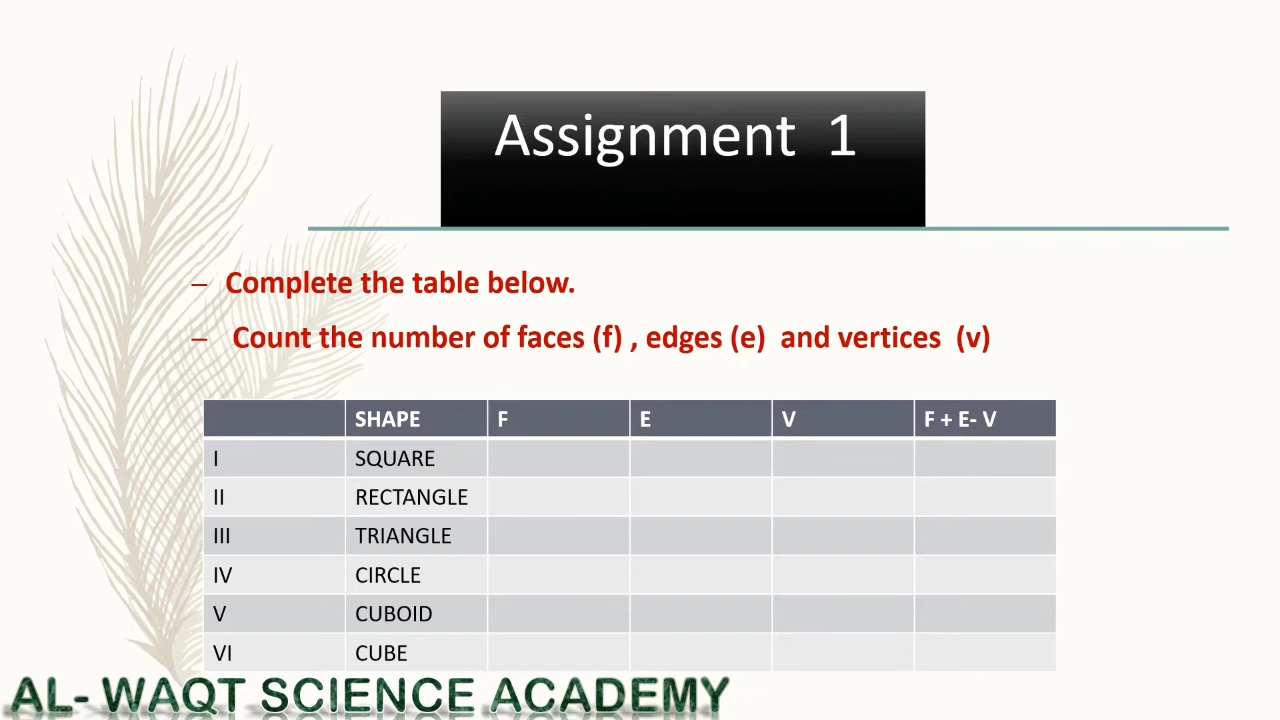 Assignment 1
– Complete the table below.
– Count the number of faces (f) , edges (e) and vertices (v)
SHAPE F E V F + E- V
I SQUARE
II RECTANGLE
III TRIANGLE
IV CIRCLE
V CUBOID
VI CUBE
AL- WAQT SCIENCE ACADEMY